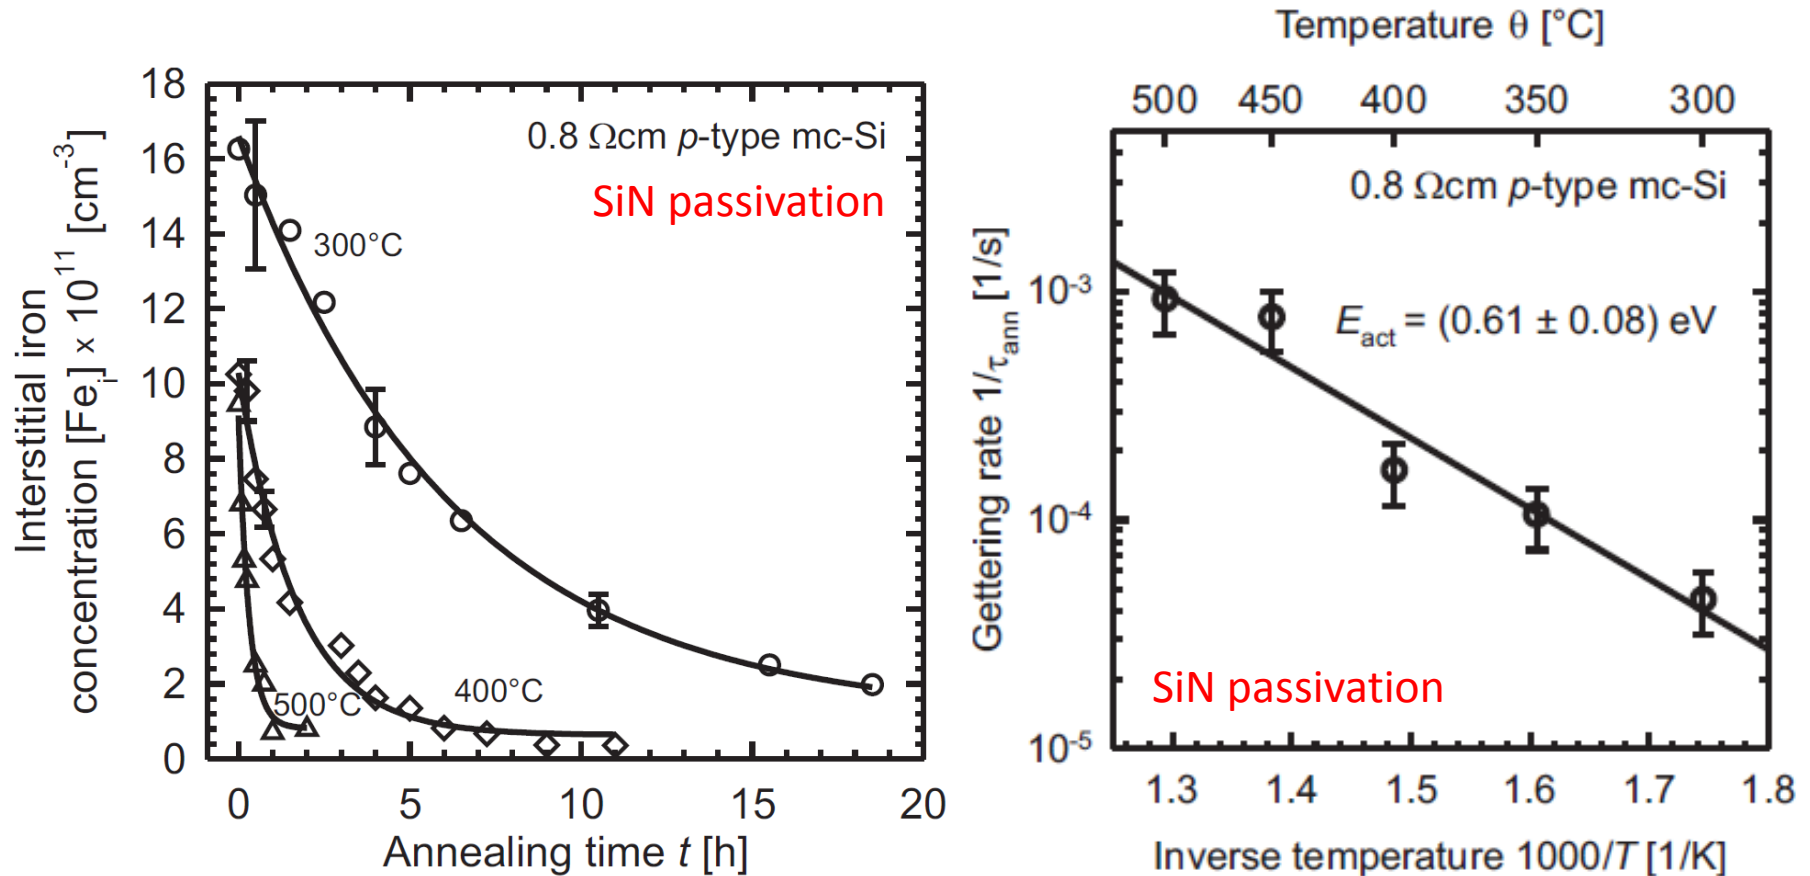 18
16
14
12
10
8
6
4
2
0
Interstitial iron
concentration [Feᵢ] × 10¹¹ [cm⁻³]
0.8 Ωcm p-type mc-Si
SiN passivation
300°C
400°C
500°C
0 5 10 15 20
Annealing time t [h]
Temperature θ [°C]
500 450 400 350 300
0.8 Ωcm p-type mc-Si
Eact = (0.61 ± 0.08) eV
10⁻³
10⁻⁴
10⁻⁵
Gettering rate 1/τann [1/s]
SiN passivation
1.3 1.4 1.5 1.6 1.7 1.8
Inverse temperature 1000/T [1/K]